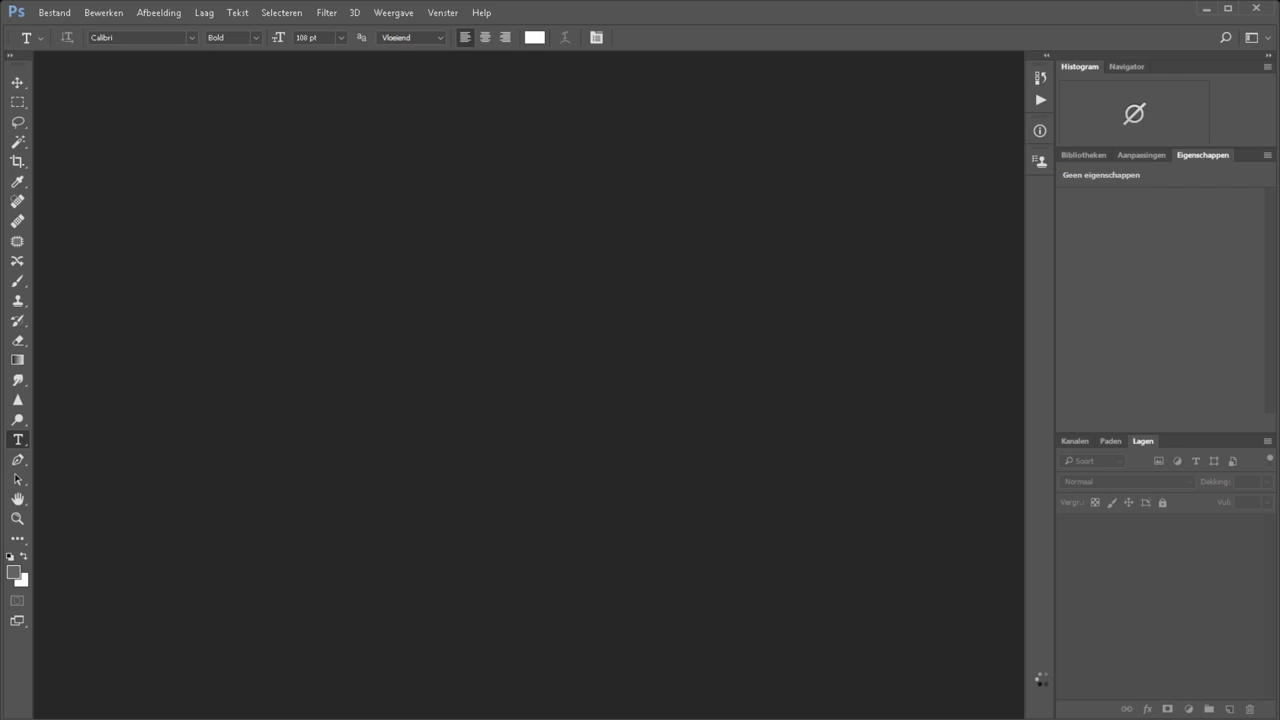 Ps Bestand Bewerken Afbeelding Laag Tekst Selecteren Filter 3D Weergave Venster Help
T Calibri Bold 108 pt aa Vloeiend
Histogram Navigator
Bibliotheken Aanpassingen Eigenschappen
Geen eigenschappen
Kanalen Paden Lagen
Soort
Normaal Dekking:
Vergr.: Vul: